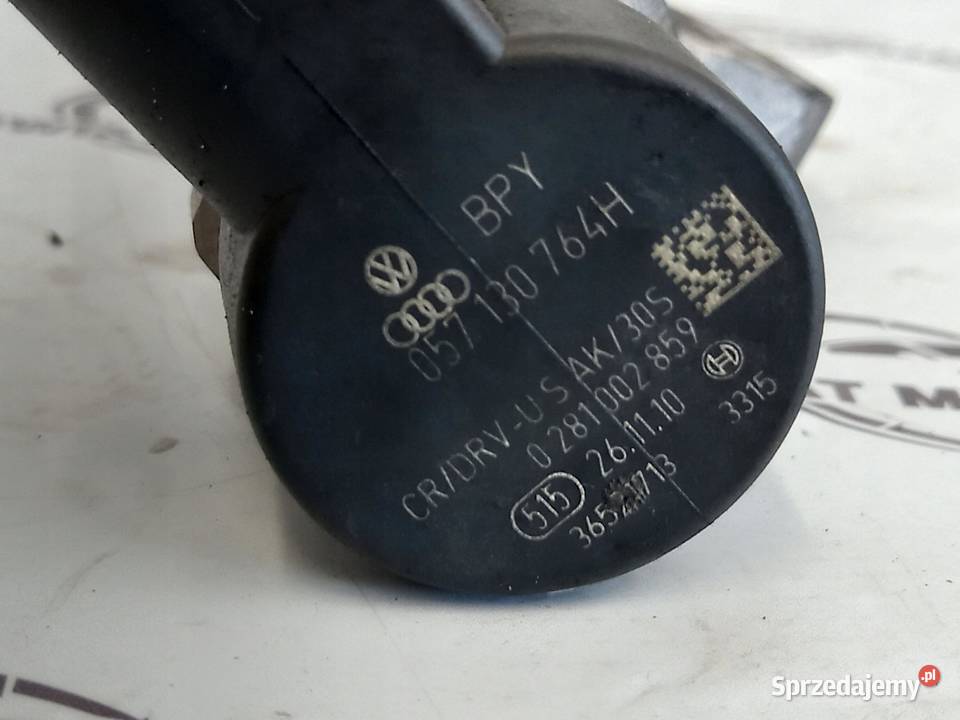 BPY
057 130 764H
CR/DRV-U S AK/30S
0 281 002 859
515 26.11.10 3315
Sprzedajemy.pl